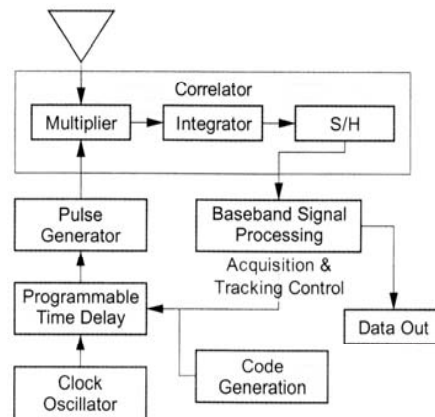 Correlator
Multiplier
Integrator
S/H
Pulse
Generator
Baseband Signal
Processing
Acquisition &
Tracking Control
Programmable
Time Delay
Data Out
Code
Generation
Clock
Oscillator